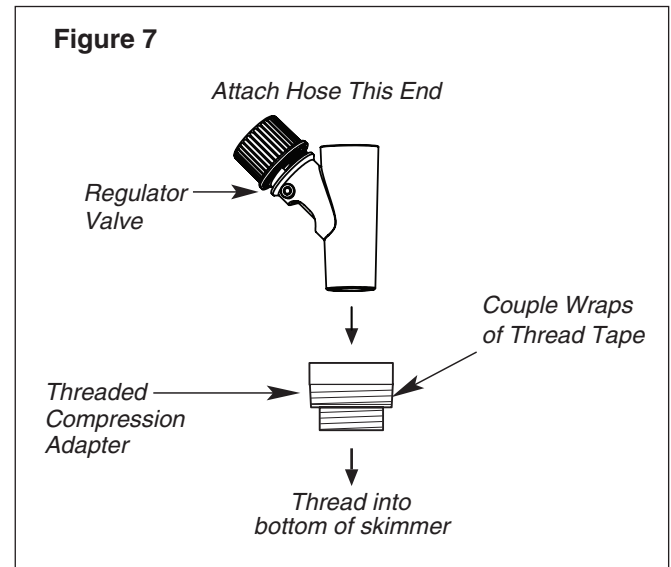 Figure 7
Attach Hose This End
Regulator
Valve
Couple Wraps
of Thread Tape
Threaded
Compression
Adapter
Thread into
bottom of skimmer